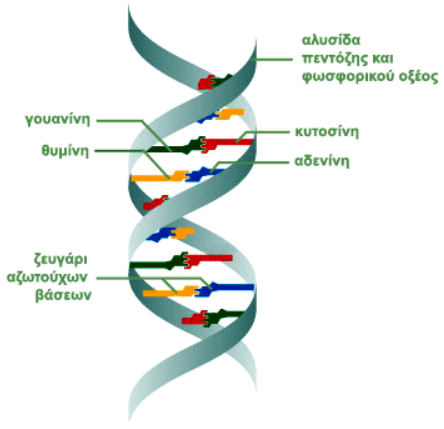 αλυσίδα
πεντόζης και
φωσφορικού οξέος
γουανίνη
κυτοσίνη
θυμίνη
αδενίνη
ζευγάρι
αζωτούχων
βάσεων